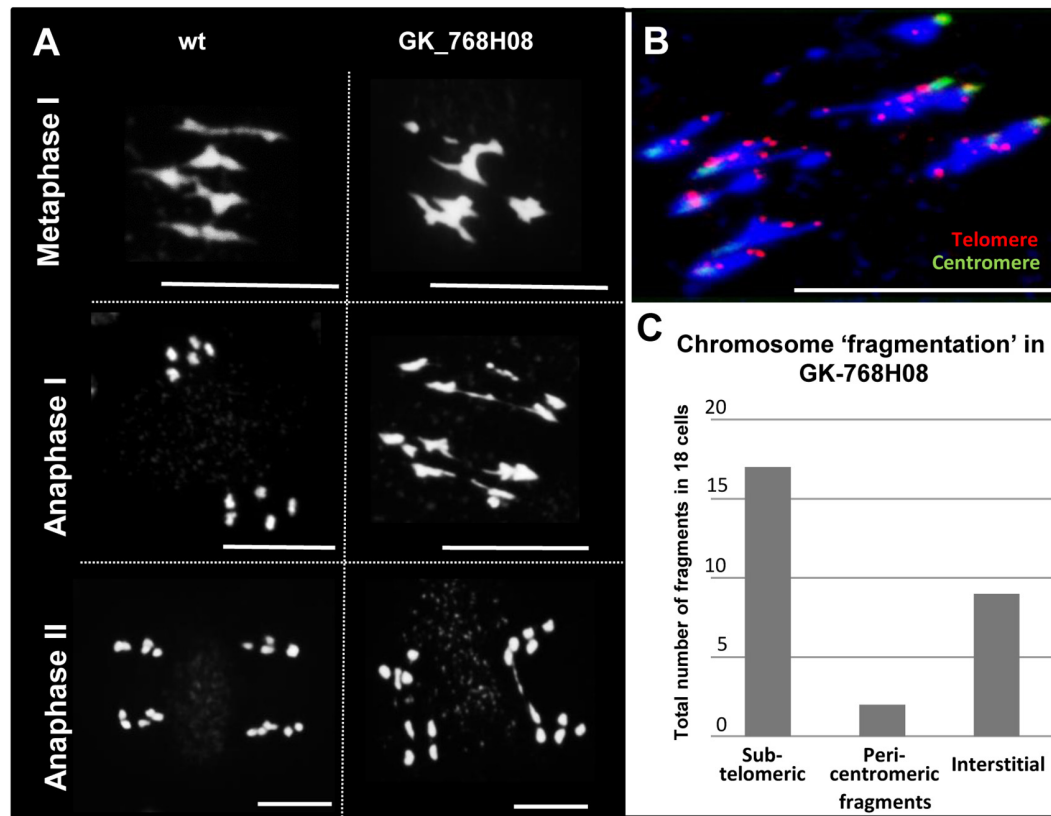 A
wt
GK_768H08
Metaphase I
Anaphase I
Anaphase II
B
Telomere
Centromere
C
Chromosome ‘fragmentation’ in
GK-768H08
Total number of fragments in 18 cells
20
15
10
5
0
Sub-
telomeric
Peri-
centromeric
Interstitial
fragments